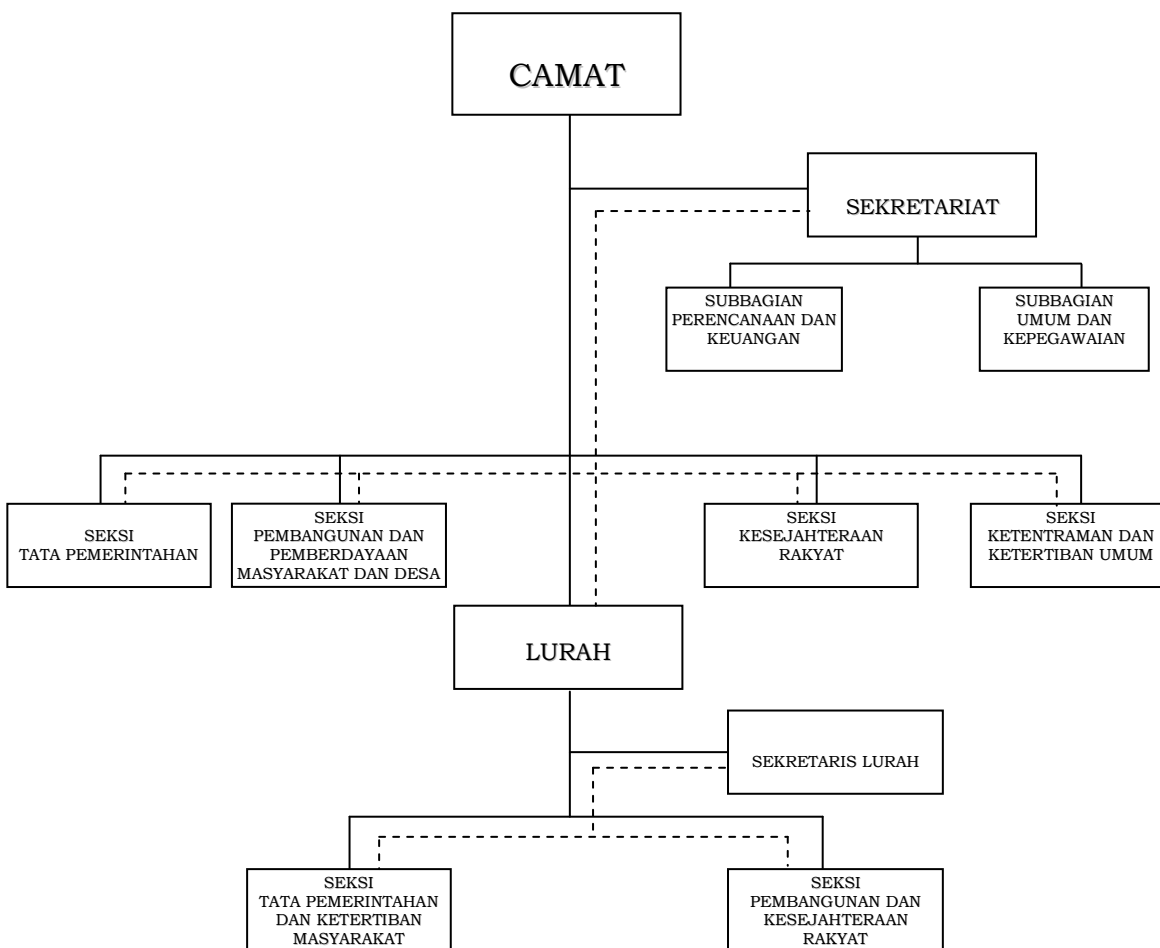 CAMAT
SEKRETARIAT
SUBBAGIAN
PERENCANAAN DAN
KEUANGAN
SUBBAGIAN
UMUM DAN
KEPEGAWAIAN
SEKSI
TATA PEMERINTAHAN
SEKSI
PEMBANGUNAN DAN
PEMBERDAYAAN
MASYARAKAT DAN DESA
SEKSI
KESEJAHTERAAN
RAKYAT
SEKSI
KETENTRAMAN DAN
KETERTIBAN UMUM
LURAH
SEKRETARIS LURAH
SEKSI
TATA PEMERINTAHAN
DAN KETERTIBAN
MASYARAKAT
SEKSI
PEMBANGUNAN DAN
KESEJAHTERAAN
RAKYAT